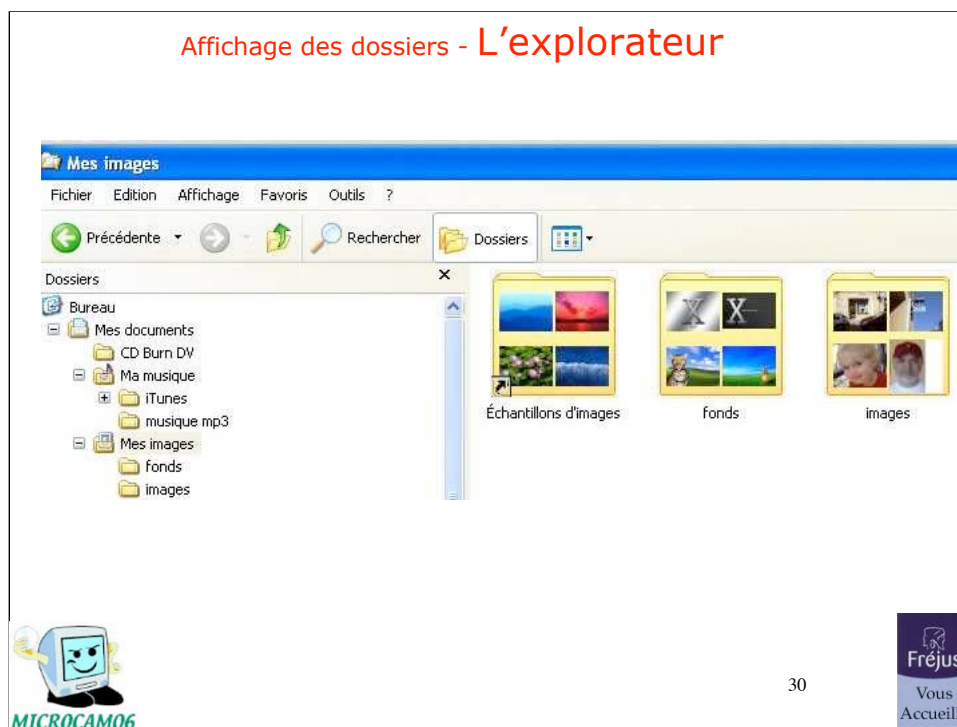 Affichage des dossiers - L'explorateur
Mes images
Fichier Edition Affichage Favoris Outils ?
Précédente Rechercher Dossiers
Dossiers
Bureau
Mes documents
CD Burn DV
Ma musique
iTunes
musique mp3
Mes images
fonds
images
Échantillons d'images fonds images
X X
MICROCAM06
30
Fréjus
Vous